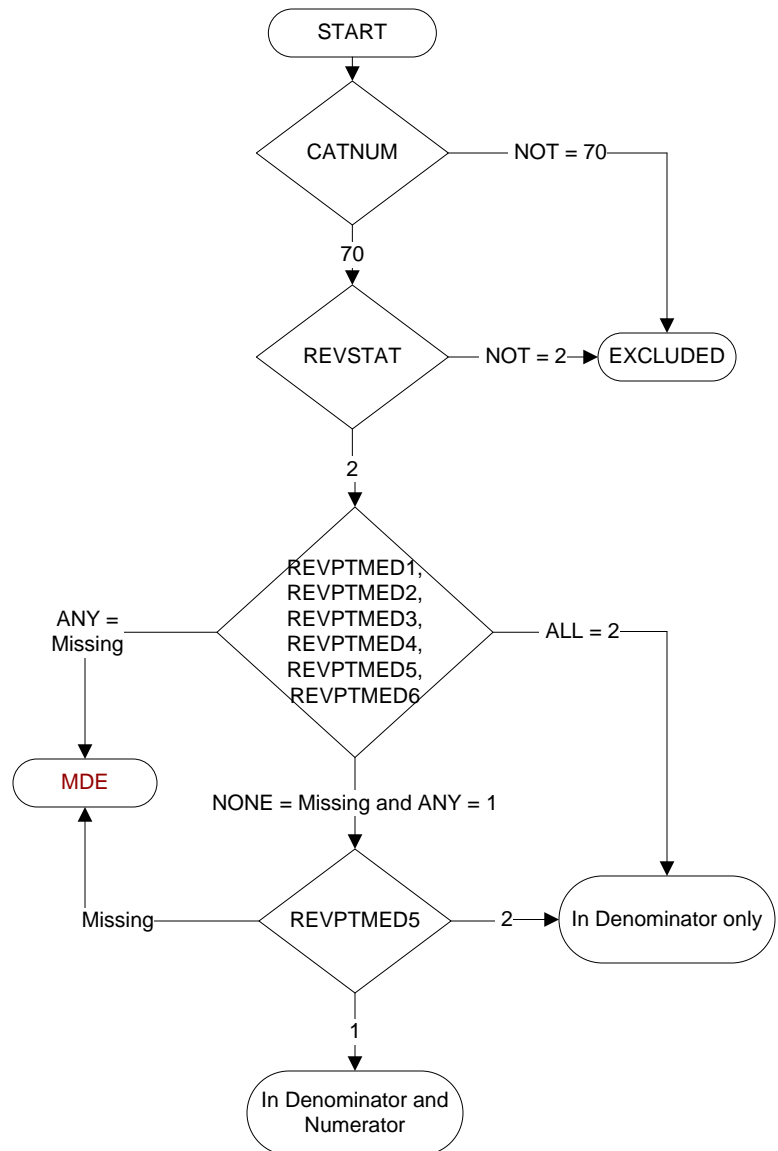 START
CATNUM
NOT = 70
70
REVSTAT
NOT = 2
EXCLUDED
2
REVPTMED1,
REVPTMED2,
REVPTMED3,
REVPTMED4,
REVPTMED5,
REVPTMED6
ANY =
Missing
ALL = 2
MDE
NONE = Missing and ANY = 1
Missing
REVPTMED5
2
In Denominator only
1
In Denominator and
Numerator